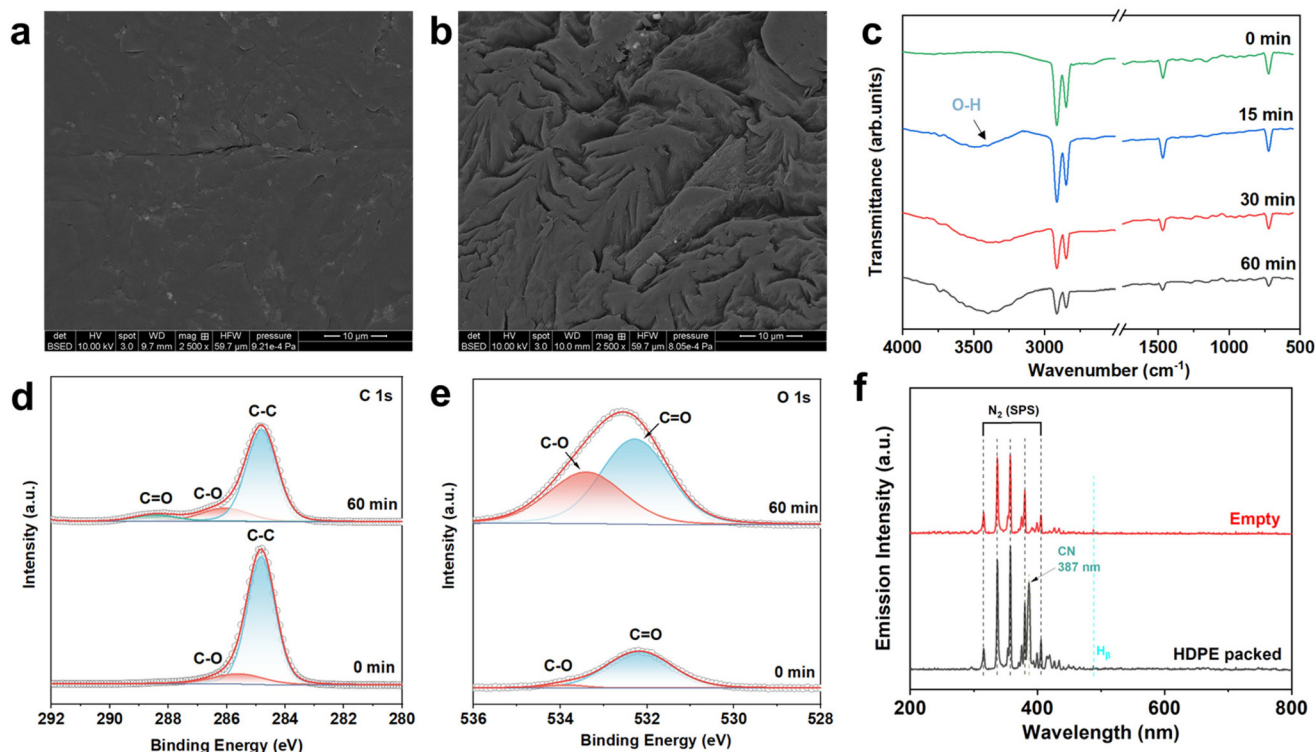 a
det HV spot WD mag ⊞ HFW pressure
BSED 10.00 kV 3.0 9.7 mm 2 500 x 59.7 µm 9.21e-4 Pa
10 µm
b
det HV spot WD mag ⊞ HFW pressure
BSED 10.00 kV 3.0 10.0 mm 2 500 x 59.7 µm 8.05e-4 Pa
10 µm
c
Transmittance (arb.units)
0 min
O-H
15 min
30 min
60 min
4000 3500 3000 1500 1000 500
Wavenumber (cm⁻¹)
d
C 1s
Intensity (a.u.)
C-C
C=O
C-O
60 min
C-C
C-O
0 min
292 290 288 286 284 282 280
Binding Energy (eV)
e
O 1s
Intensity (a.u.)
C=O
C-O
60 min
C=O
C-O
0 min
536 534 532 530 528
Binding Energy (eV)
f
Emission Intensity (a.u.)
N₂ (SPS)
Empty
CN
387 nm
Hβ
HDPE packed
200 300 400 500 600 700 800
Wavelength (nm)